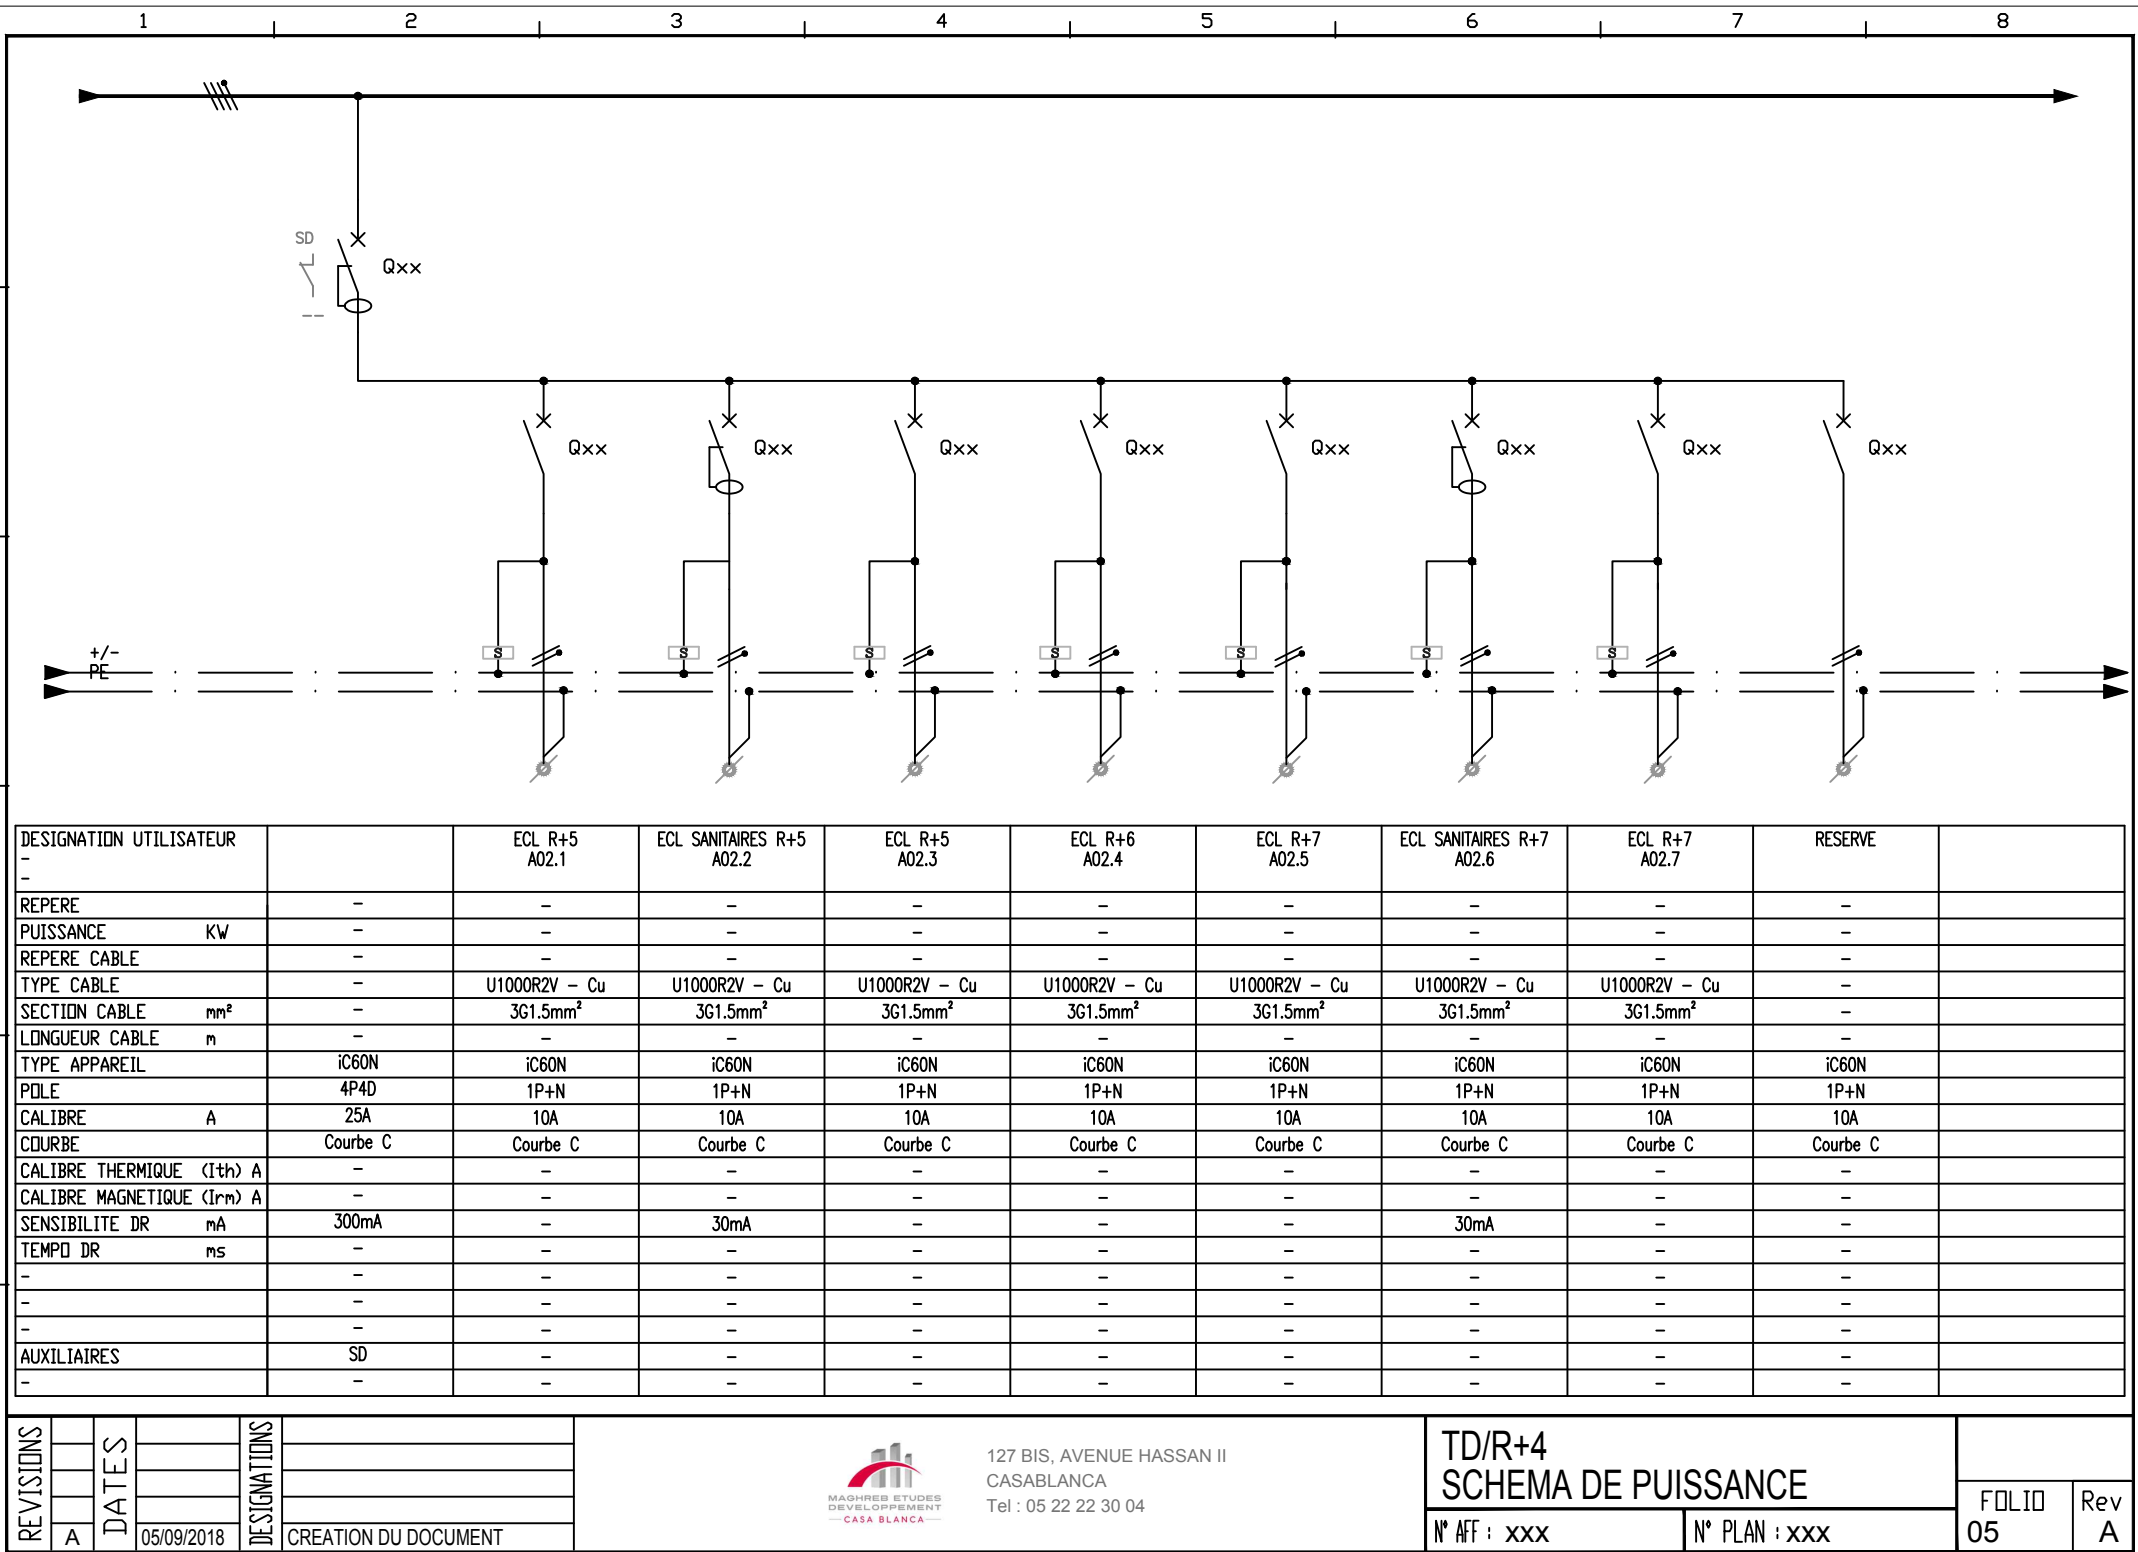 1 2 3 4 5 6 7 8
SD
Qxx
--
Qxx Qxx Qxx Qxx Qxx Qxx Qxx Qxx
S S S S S S S
+/-
PE
DESIGNATION UTILISATEUR ECL R+5 ECL SANITAIRES R+5 ECL R+5 ECL R+6 ECL R+7 ECL SANITAIRES R+7 ECL R+7 RESERVE
- A02.1 A02.2 A02.3 A02.4 A02.5 A02.6 A02.7
-
REPERE - - - - - - - - -
PUISSANCE KW - - - - - - - - -
REPERE CABLE - - - - - - - - -
TYPE CABLE - U1000R2V - Cu U1000R2V - Cu U1000R2V - Cu U1000R2V - Cu U1000R2V - Cu U1000R2V - Cu U1000R2V - Cu -
SECTION CABLE mm² - 3G1.5mm² 3G1.5mm² 3G1.5mm² 3G1.5mm² 3G1.5mm² 3G1.5mm² 3G1.5mm² -
LONGUEUR CABLE m - - - - - - - - -
TYPE APPAREIL iC60N iC60N iC60N iC60N iC60N iC60N iC60N iC60N iC60N
POLE 4P4D 1P+N 1P+N 1P+N 1P+N 1P+N 1P+N 1P+N 1P+N
CALIBRE A 25A 10A 10A 10A 10A 10A 10A 10A 10A
COURBE Courbe C Courbe C Courbe C Courbe C Courbe C Courbe C Courbe C Courbe C Courbe C
CALIBRE THERMIQUE (Ith) A - - - - - - - - -
CALIBRE MAGNETIQUE (Irm) A - - - - - - - - -
SENSIBILITE DR mA 300mA - 30mA - - - 30mA - -
TEMPO DR ms - - - - - - - - -
- - - - - - - - - -
- - - - - - - - - -
- - - - - - - - - -
AUXILIAIRES SD - - - - - - - -
- - - - - - - - - -
REVISIONS
A
DATES
05/09/2018
DESIGNATIONS
CREATION DU DOCUMENT
MAGHREB ETUDES
DEVELOPPEMENT
CASA BLANCA
127 BIS, AVENUE HASSAN II
CASABLANCA
Tel : 05 22 22 30 04
TD/R+4
SCHEMA DE PUISSANCE
N° AFF : xxx
N° PLAN : xxx
FOLIO
05
Rev
A